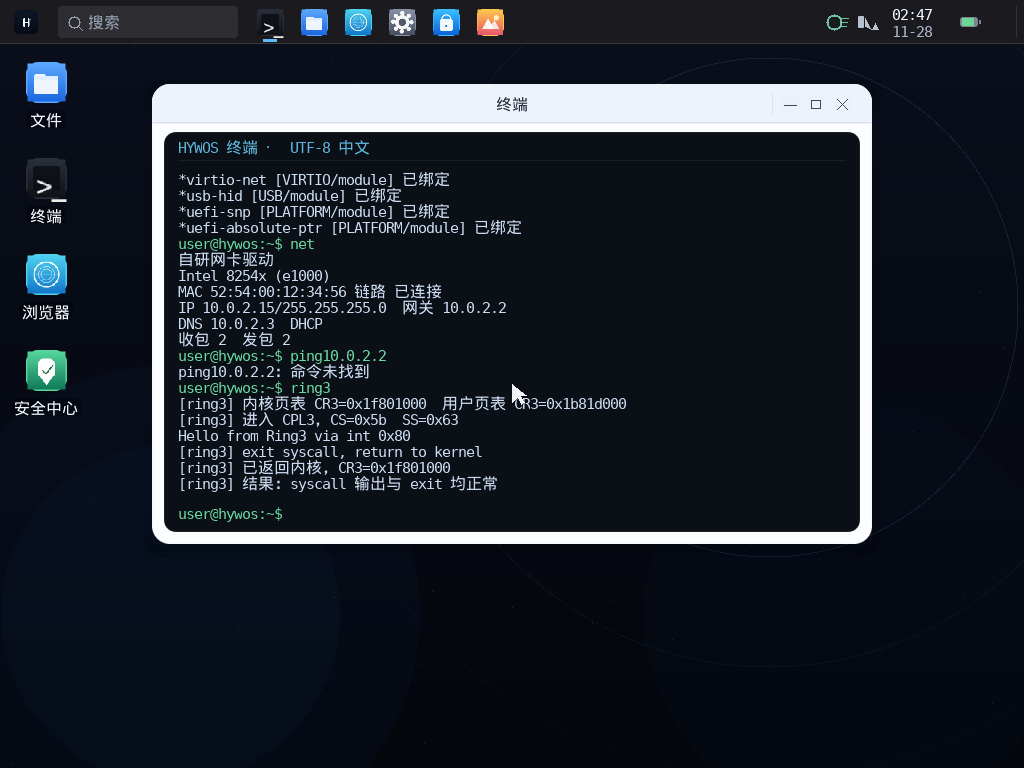 H
搜索
>_
02:47
11-28
文件
>_
终端
浏览器
安全中心
终端
HYWOS 终端 · UTF-8 中文
*virtio-net [VIRTIO/module] 已绑定
*usb-hid [USB/module] 已绑定
*uefi-snp [PLATFORM/module] 已绑定
*uefi-absolute-ptr [PLATFORM/module] 已绑定
user@hywos:~$ net
自研网卡驱动
Intel 8254x (e1000)
MAC 52:54:00:12:34:56 链路 已连接
IP 10.0.2.15/255.255.255.0  网关 10.0.2.2
DNS 10.0.2.3  DHCP
收包 2  发包 2
user@hywos:~$ ping10.0.2.2
ping10.0.2.2: 命令未找到
user@hywos:~$ ring3
[ring3] 内核页表 CR3=0x1f801000  用户页表 CR3=0x1b81d000
[ring3] 进入 CPL3, CS=0x5b  SS=0x63
Hello from Ring3 via int 0x80
[ring3] exit syscall, return to kernel
[ring3] 已返回内核, CR3=0x1f801000
[ring3] 结果: syscall 输出与 exit 均正常
user@hywos:~$